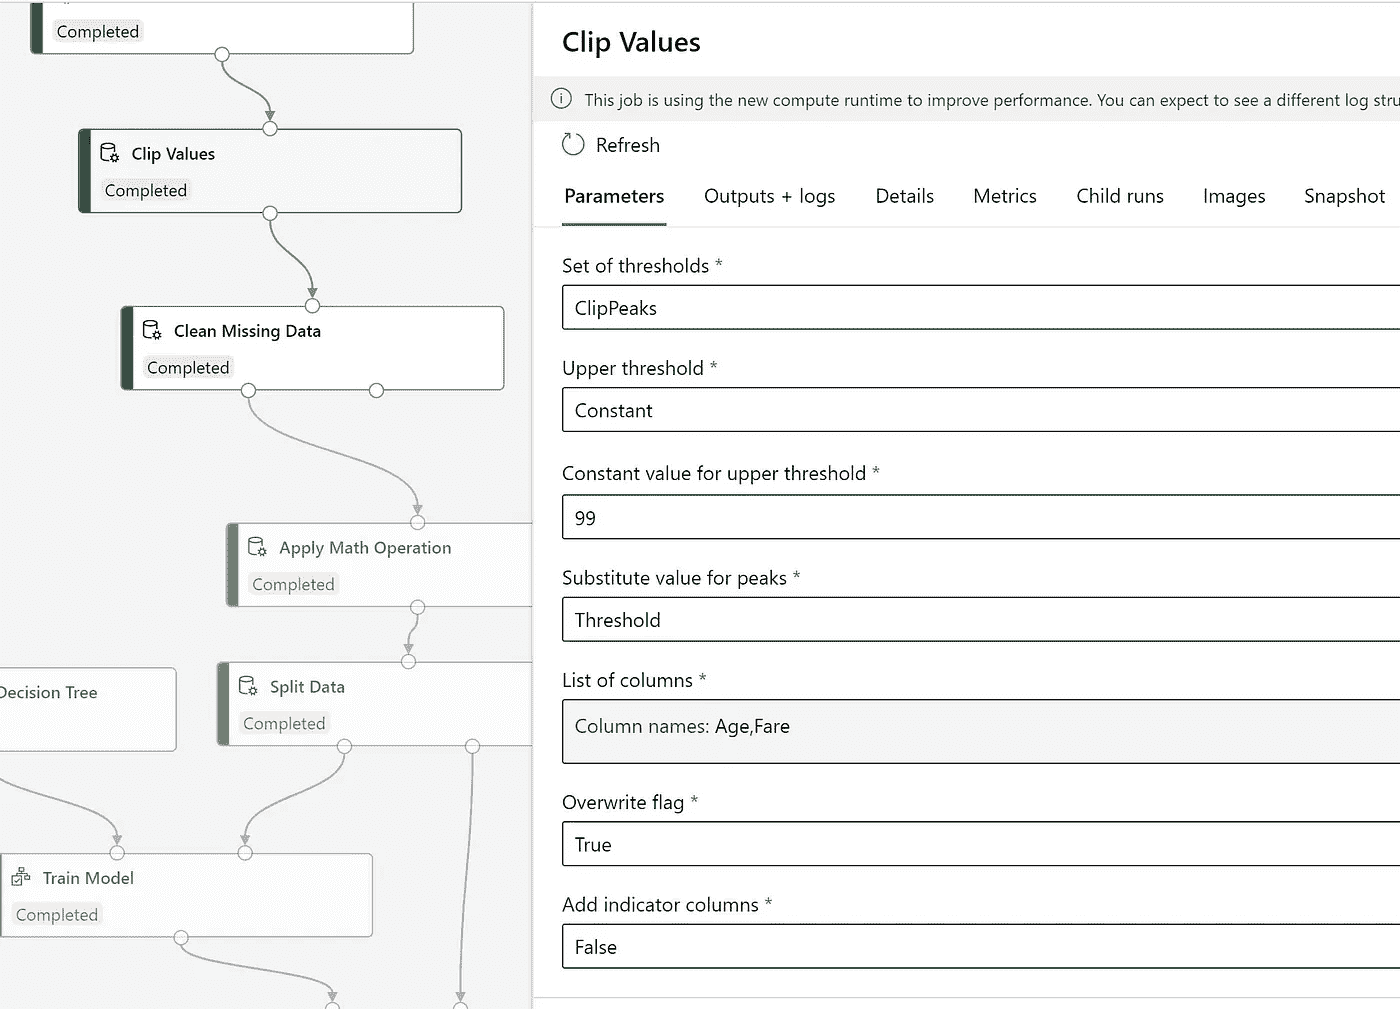 Completed
Clip Values
Completed
Clean Missing Data
Completed
Apply Math Operation
Completed
Split Data
Completed
Decision Tree
Train Model
Completed
Clip Values
This job is using the new compute runtime to improve performance. You can expect to see a different log stru
Refresh
Parameters Outputs + logs Details Metrics Child runs Images Snapshot
Set of thresholds *
ClipPeaks
Upper threshold *
Constant
Constant value for upper threshold *
99
Substitute value for peaks *
Threshold
List of columns *
Column names: Age,Fare
Overwrite flag *
True
Add indicator columns *
False